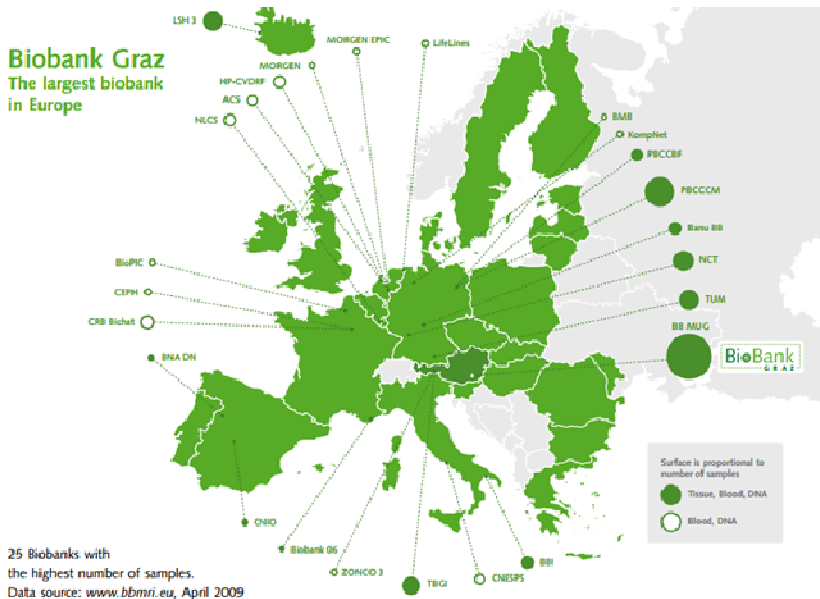 Biobank Graz
The largest biobank
in Europe
LSH 3
MORGEN EPIC
LifeLines
MORGEN
HP-CVDRF
ACS
NLCS
BMB
KompNet
PBCCBF
PBCCCM
Banu BB
INCT
TUM
BB MUG
BioBank
GRAZ
BioPIC
CEPH
CRB Bichat
BNA DN
CNIO
Biobank 06
ZONCO 3
TBGI
CNESPS
BBI
Surface is proportional to
number of samples
Tissue, Blood, DNA
Blood, DNA
25 Biobanks with
the highest number of samples.
Data source: www.bbmri.eu, April 2009